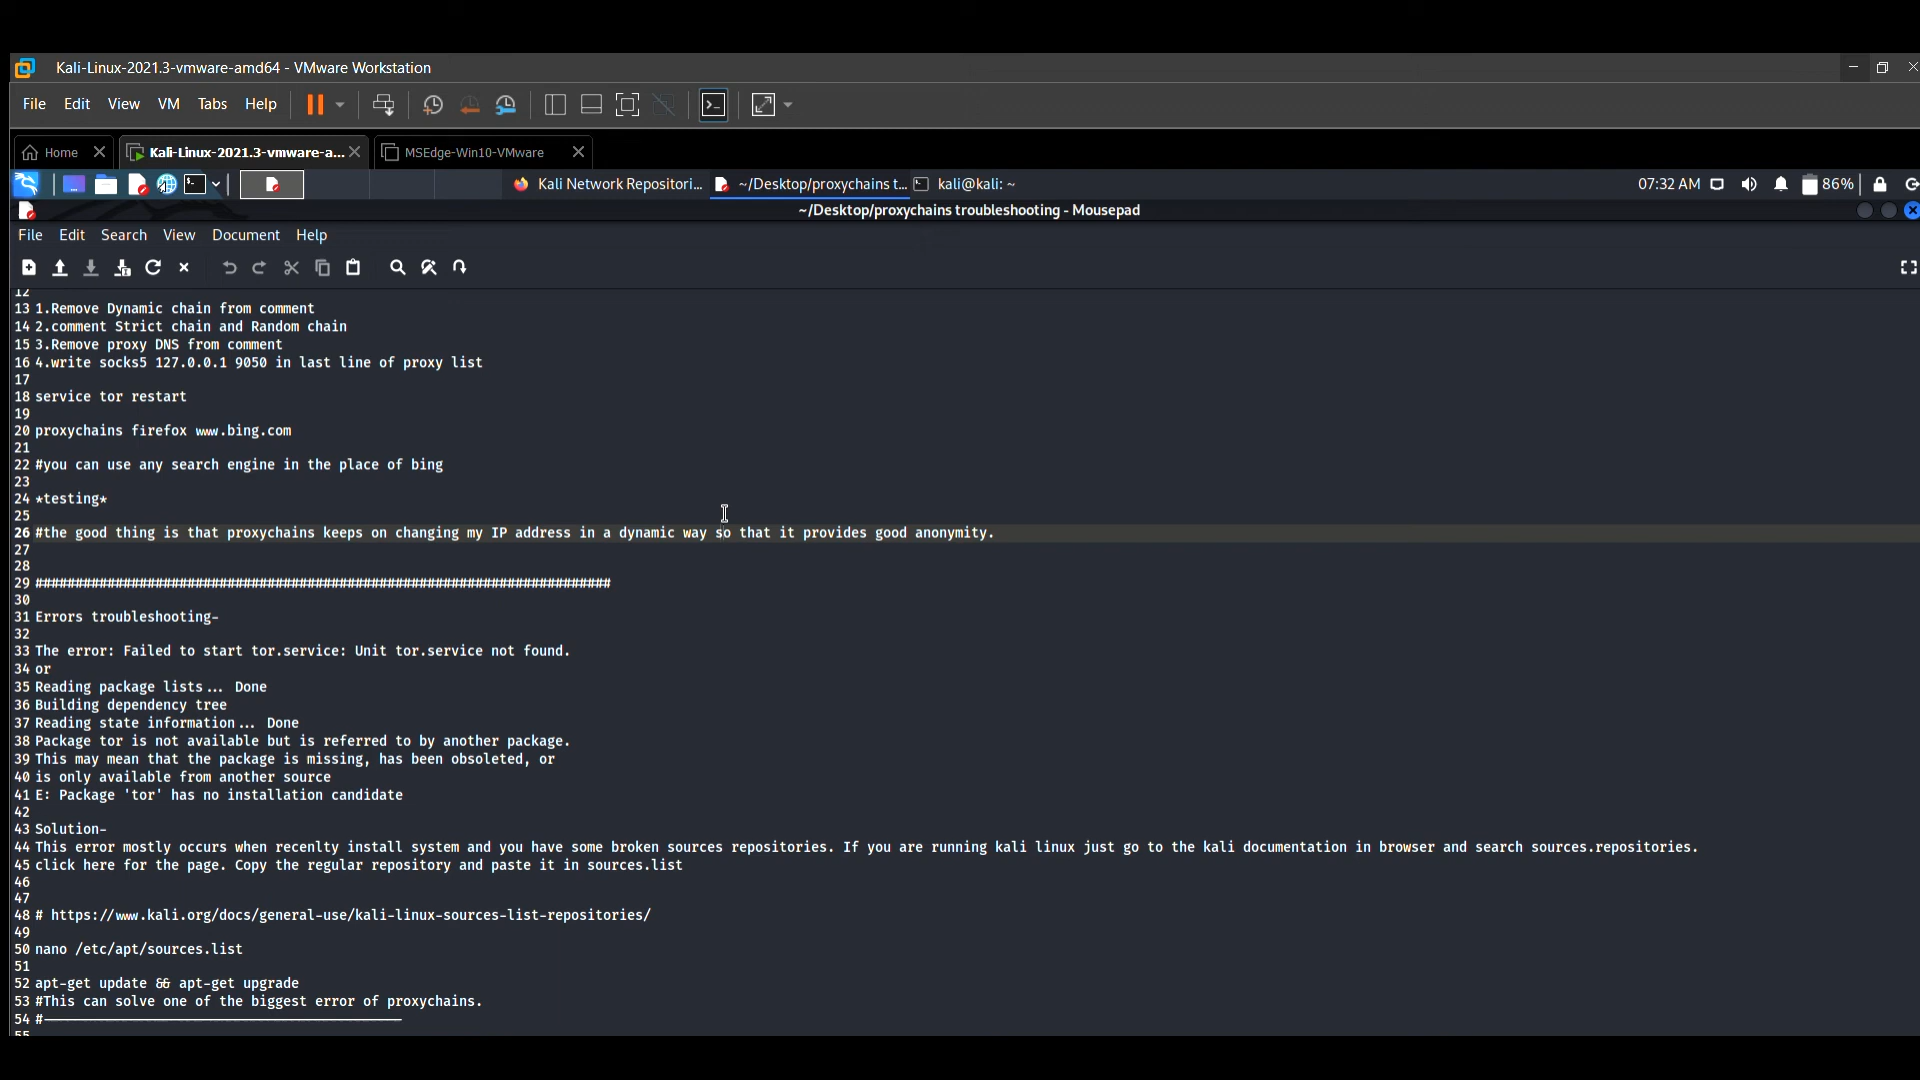 Kali-Linux-2021.3-vmware-amd64 - VMware Workstation
File Edit View VM Tabs Help
Home Kali-Linux-2021.3-vmware-a... MSEdge-Win10-VMware
Kali Network Repositori... ~/Desktop/proxychains t... kali@kali: ~ 07:32 AM 86%
~/Desktop/proxychains troubleshooting - Mousepad
File Edit Search View Document Help
12
13 1.Remove Dynamic chain from comment
14 2.comment Strict chain and Random chain
15 3.Remove proxy DNS from comment
16 4.write socks5 127.0.0.1 9050 in last line of proxy list
17
18 service tor restart
19
20 proxychains firefox www.bing.com
21
22 #you can use any search engine in the place of bing
23
24 *testing*
25
26 #the good thing is that proxychains keeps on changing my IP address in a dynamic way so that it provides good anonymity.
27
28
29 ########################################################################
30
31 Errors troubleshooting-
32
33 The error: Failed to start tor.service: Unit tor.service not found.
34 or
35 Reading package lists... Done
36 Building dependency tree
37 Reading state information... Done
38 Package tor is not available but is referred to by another package.
39 This may mean that the package is missing, has been obsoleted, or
40 is only available from another source
41 E: Package 'tor' has no installation candidate
42
43 Solution-
44 This error mostly occurs when recenlty install system and you have some broken sources repositories. If you are running kali linux just go to the kali documentation in browser and search sources.repositories.
45 click here for the page. Copy the regular repository and paste it in sources.list
46
47
48 # https://www.kali.org/docs/general-use/kali-linux-sources-list-repositories/
49
50 nano /etc/apt/sources.list
51
52 apt-get update && apt-get upgrade
53 #This can solve one of the biggest error of proxychains.
54 #---------------------------------------------
55